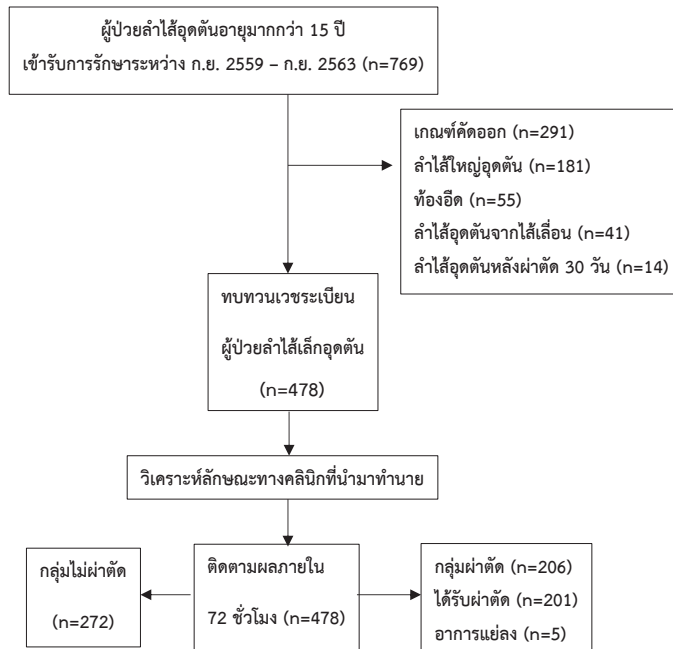 ผู้ป่วยลำไส้อุดตันอายุมากกว่า 15 ปี
เข้ารับการรักษาระหว่าง ก.ย. 2559 – ก.ย. 2563 (n=769)
เกณฑ์คัดออก (n=291)
ลำไส้ใหญ่อุดตัน (n=181)
ท้องอืด (n=55)
ลำไส้อุดตันจากไส้เลื่อน (n=41)
ลำไส้อุดตันหลังผ่าตัด 30 วัน (n=14)
ทบทวนเวชระเบียน
ผู้ป่วยลำไส้เล็กอุดตัน
(n=478)
วิเคราะห์ลักษณะทางคลินิกที่นำมาทำนาย
กลุ่มไม่ผ่าตัด
(n=272)
ติดตามผลภายใน
72 ชั่วโมง (n=478)
กลุ่มผ่าตัด (n=206)
ได้รับผ่าตัด (n=201)
อาการแย่ลง (n=5)